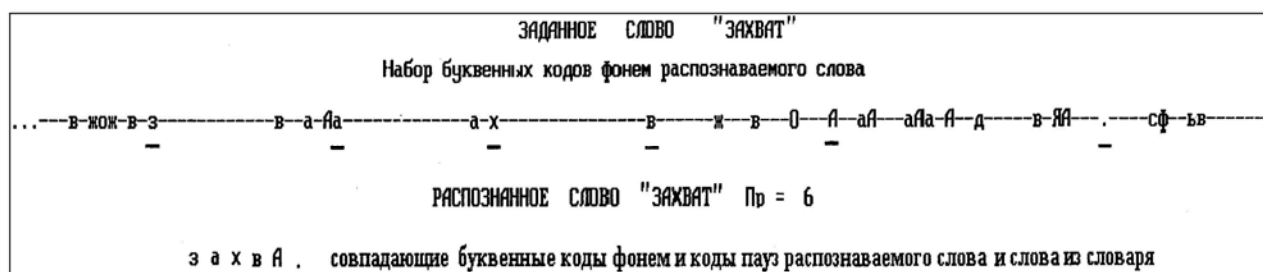 ЗАДАННОЕ СЛОВО "ЗАХВАТ"
Набор буквенных кодов фонем распознаваемого слова
...---в-жож-в-з------------в--а-Аа-------------а-х---------------в------ж--в---О---А--аА---аАа-А--д-----в-ЯА---.----сф--ьв------
РАСПОЗНАННОЕ СЛОВО "ЗАХВАТ" Пр = 6
з а х в А . совпадающие буквенные коды фонем и коды пауз распознаваемого слова и слова из словаря